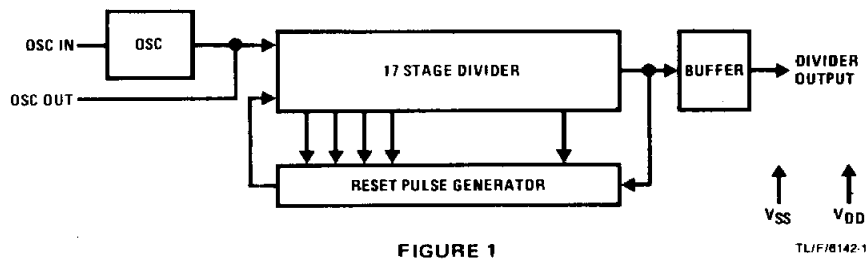 OSC IN
OSC
17 STAGE DIVIDER
BUFFER
DIVIDER
OUTPUT
OSC OUT
RESET PULSE GENERATOR
VSS
VDD
FIGURE 1
TL/F/6142-1